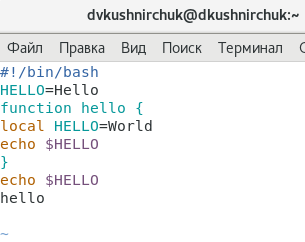 dvkushnirchuk@dkushnirchuk:~
Файл Правка Вид Поиск Терминал
#!/bin/bash
HELLO=Hello
function hello {
local HELLO=World
echo $HELLO
}
echo $HELLO
hello
~